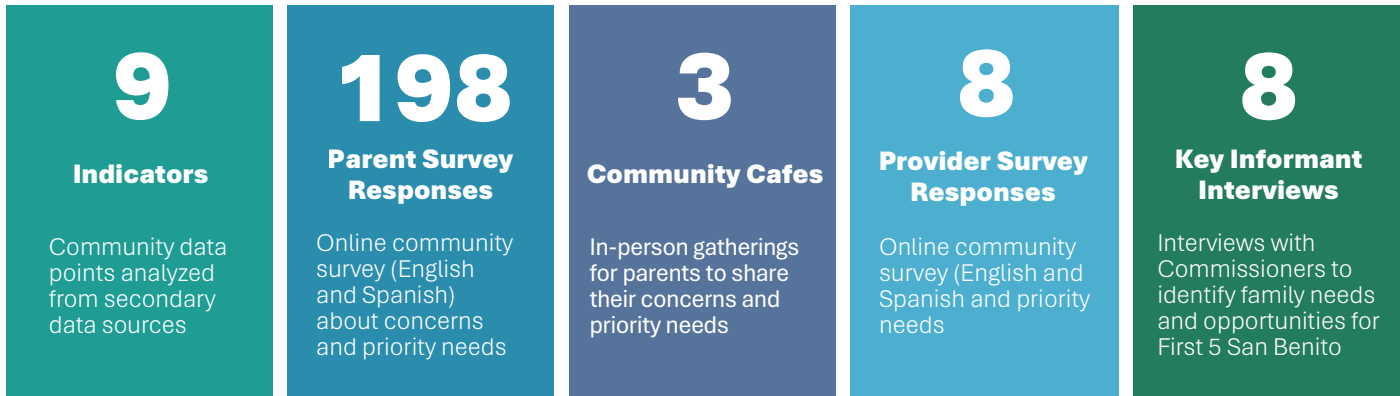 9
Indicators
Community data
points analyzed
from secondary
data sources
198
Parent Survey
Responses
Online community
survey (English
and Spanish)
about concerns
and priority needs
3
Community Cafes
In-person gatherings
for parents to share
their concerns and
priority needs
8
Provider Survey
Responses
Online community
survey (English and
Spanish and priority
needs
8
Key Informant
Interviews
Interviews with
Commissioners to
identify family needs
and opportunities for
First 5 San Benito